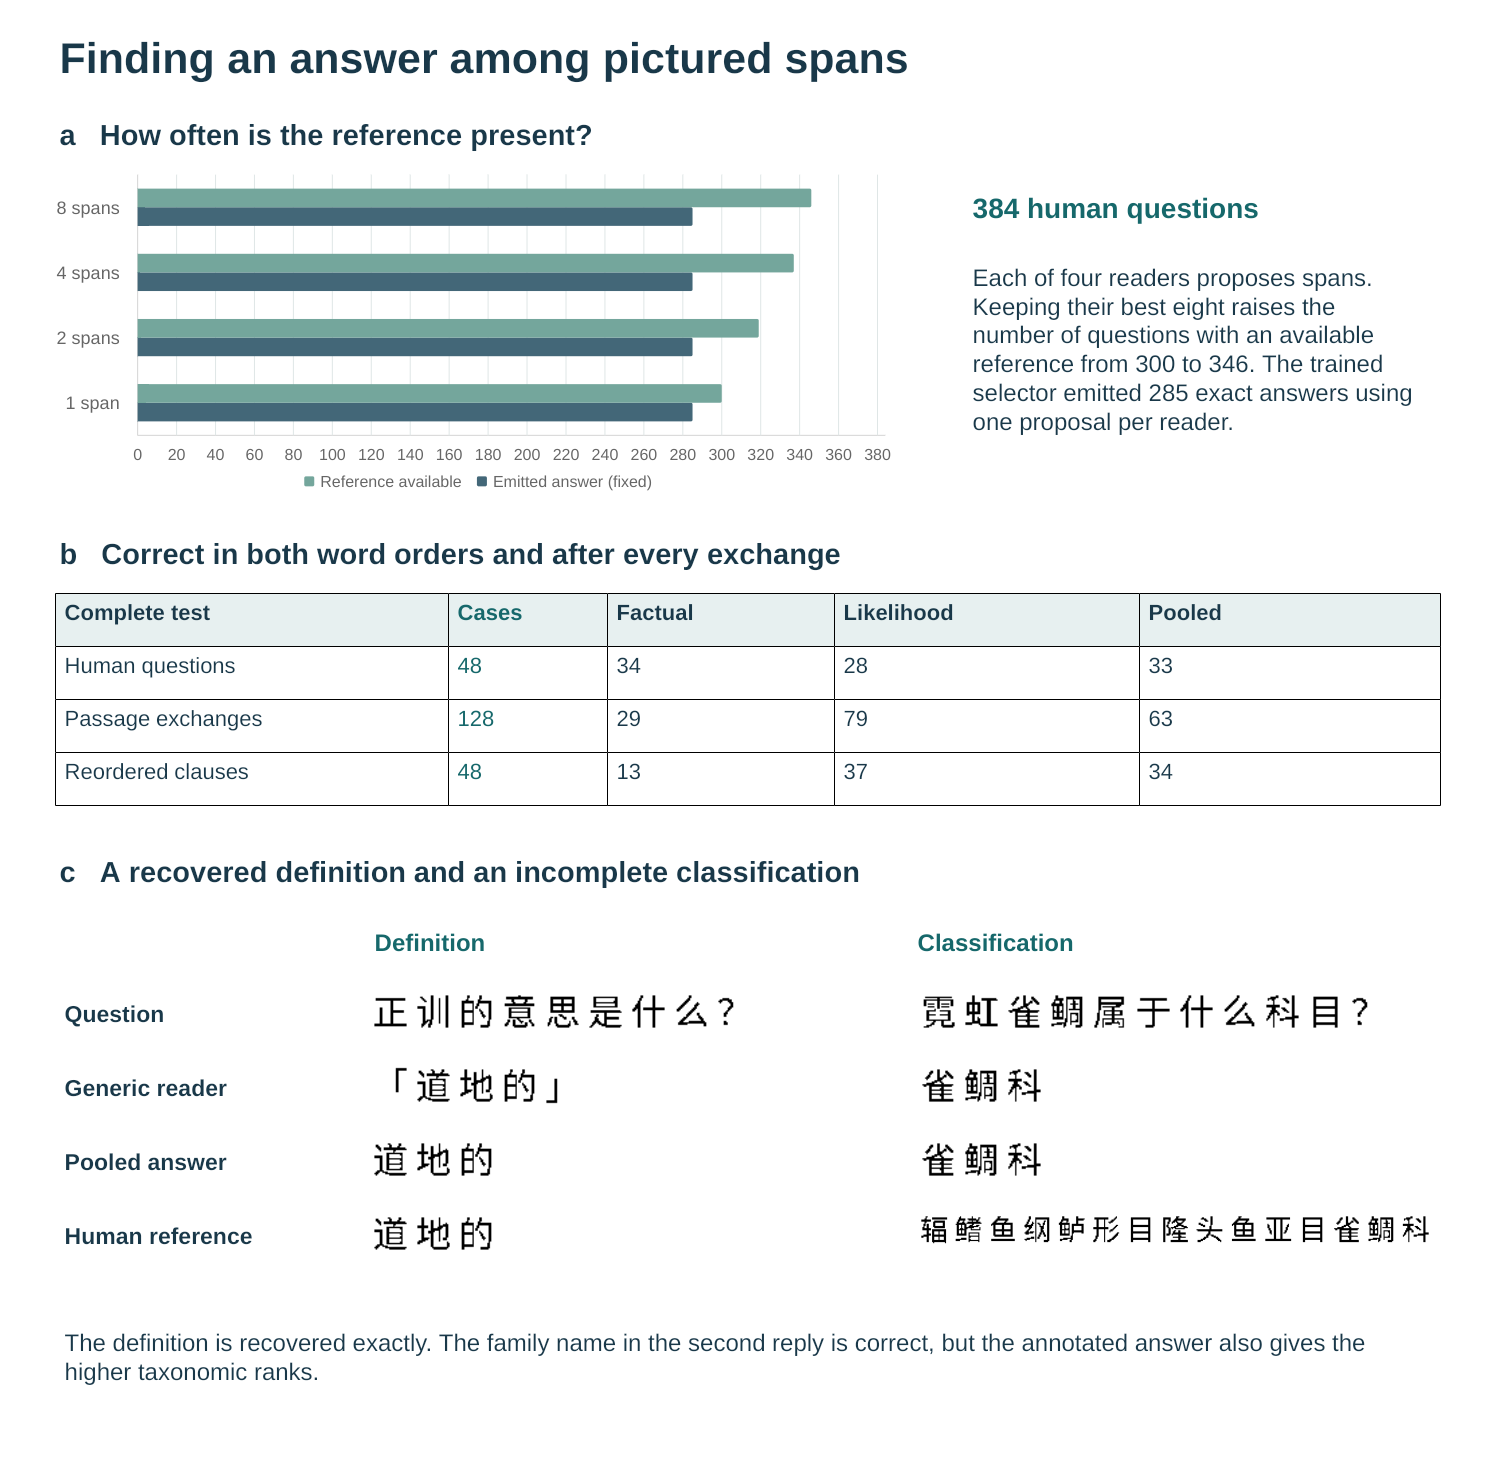 Finding an answer among pictured spans
a How often is the reference present?
8 spans
4 spans
2 spans
1 span
0 20 40 60 80 100 120 140 160 180 200 220 240 260 280 300 320 340 360 380
Reference available Emitted answer (fixed)
384 human questions
Each of four readers proposes spans.
Keeping their best eight raises the
number of questions with an available
reference from 300 to 346. The trained
selector emitted 285 exact answers using
one proposal per reader.
b Correct in both word orders and after every exchange
Complete test Cases Factual Likelihood Pooled
Human questions 48 34 28 33
Passage exchanges 128 29 79 63
Reordered clauses 48 13 37 34
c A recovered definition and an incomplete classification
Definition Classification
Question 正训的意思是什么? 霓虹雀鲷属于什么科目?
Generic reader 「道地的」 雀鲷科
Pooled answer 道地的 雀鲷科
Human reference 道地的 辐鳍鱼纲鲈形目隆头鱼亚目雀鲷科
The definition is recovered exactly. The family name in the second reply is correct, but the annotated answer also gives the
higher taxonomic ranks.